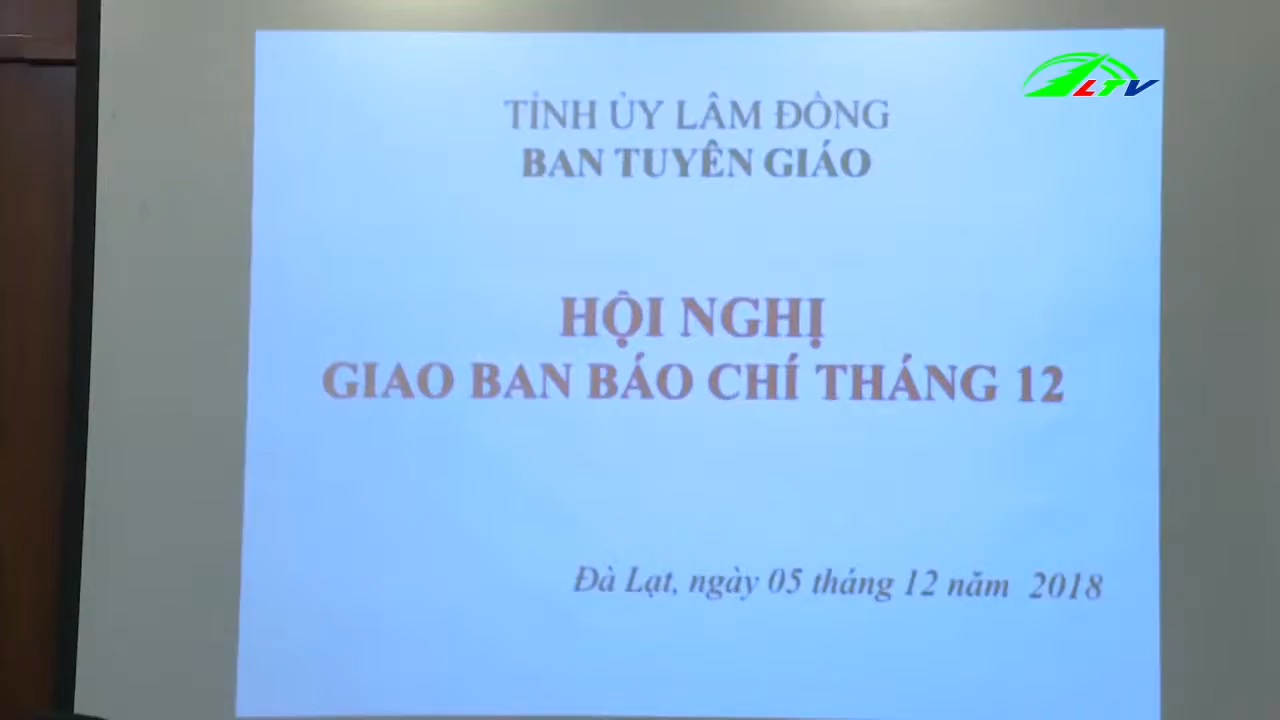 LTV
TỈNH ỦY LÂM ĐỒNG
BAN TUYÊN GIÁO
HỘI NGHỊ
GIAO BAN BÁO CHÍ THÁNG 12
Đà Lạt, ngày 05 tháng 12 năm 2018